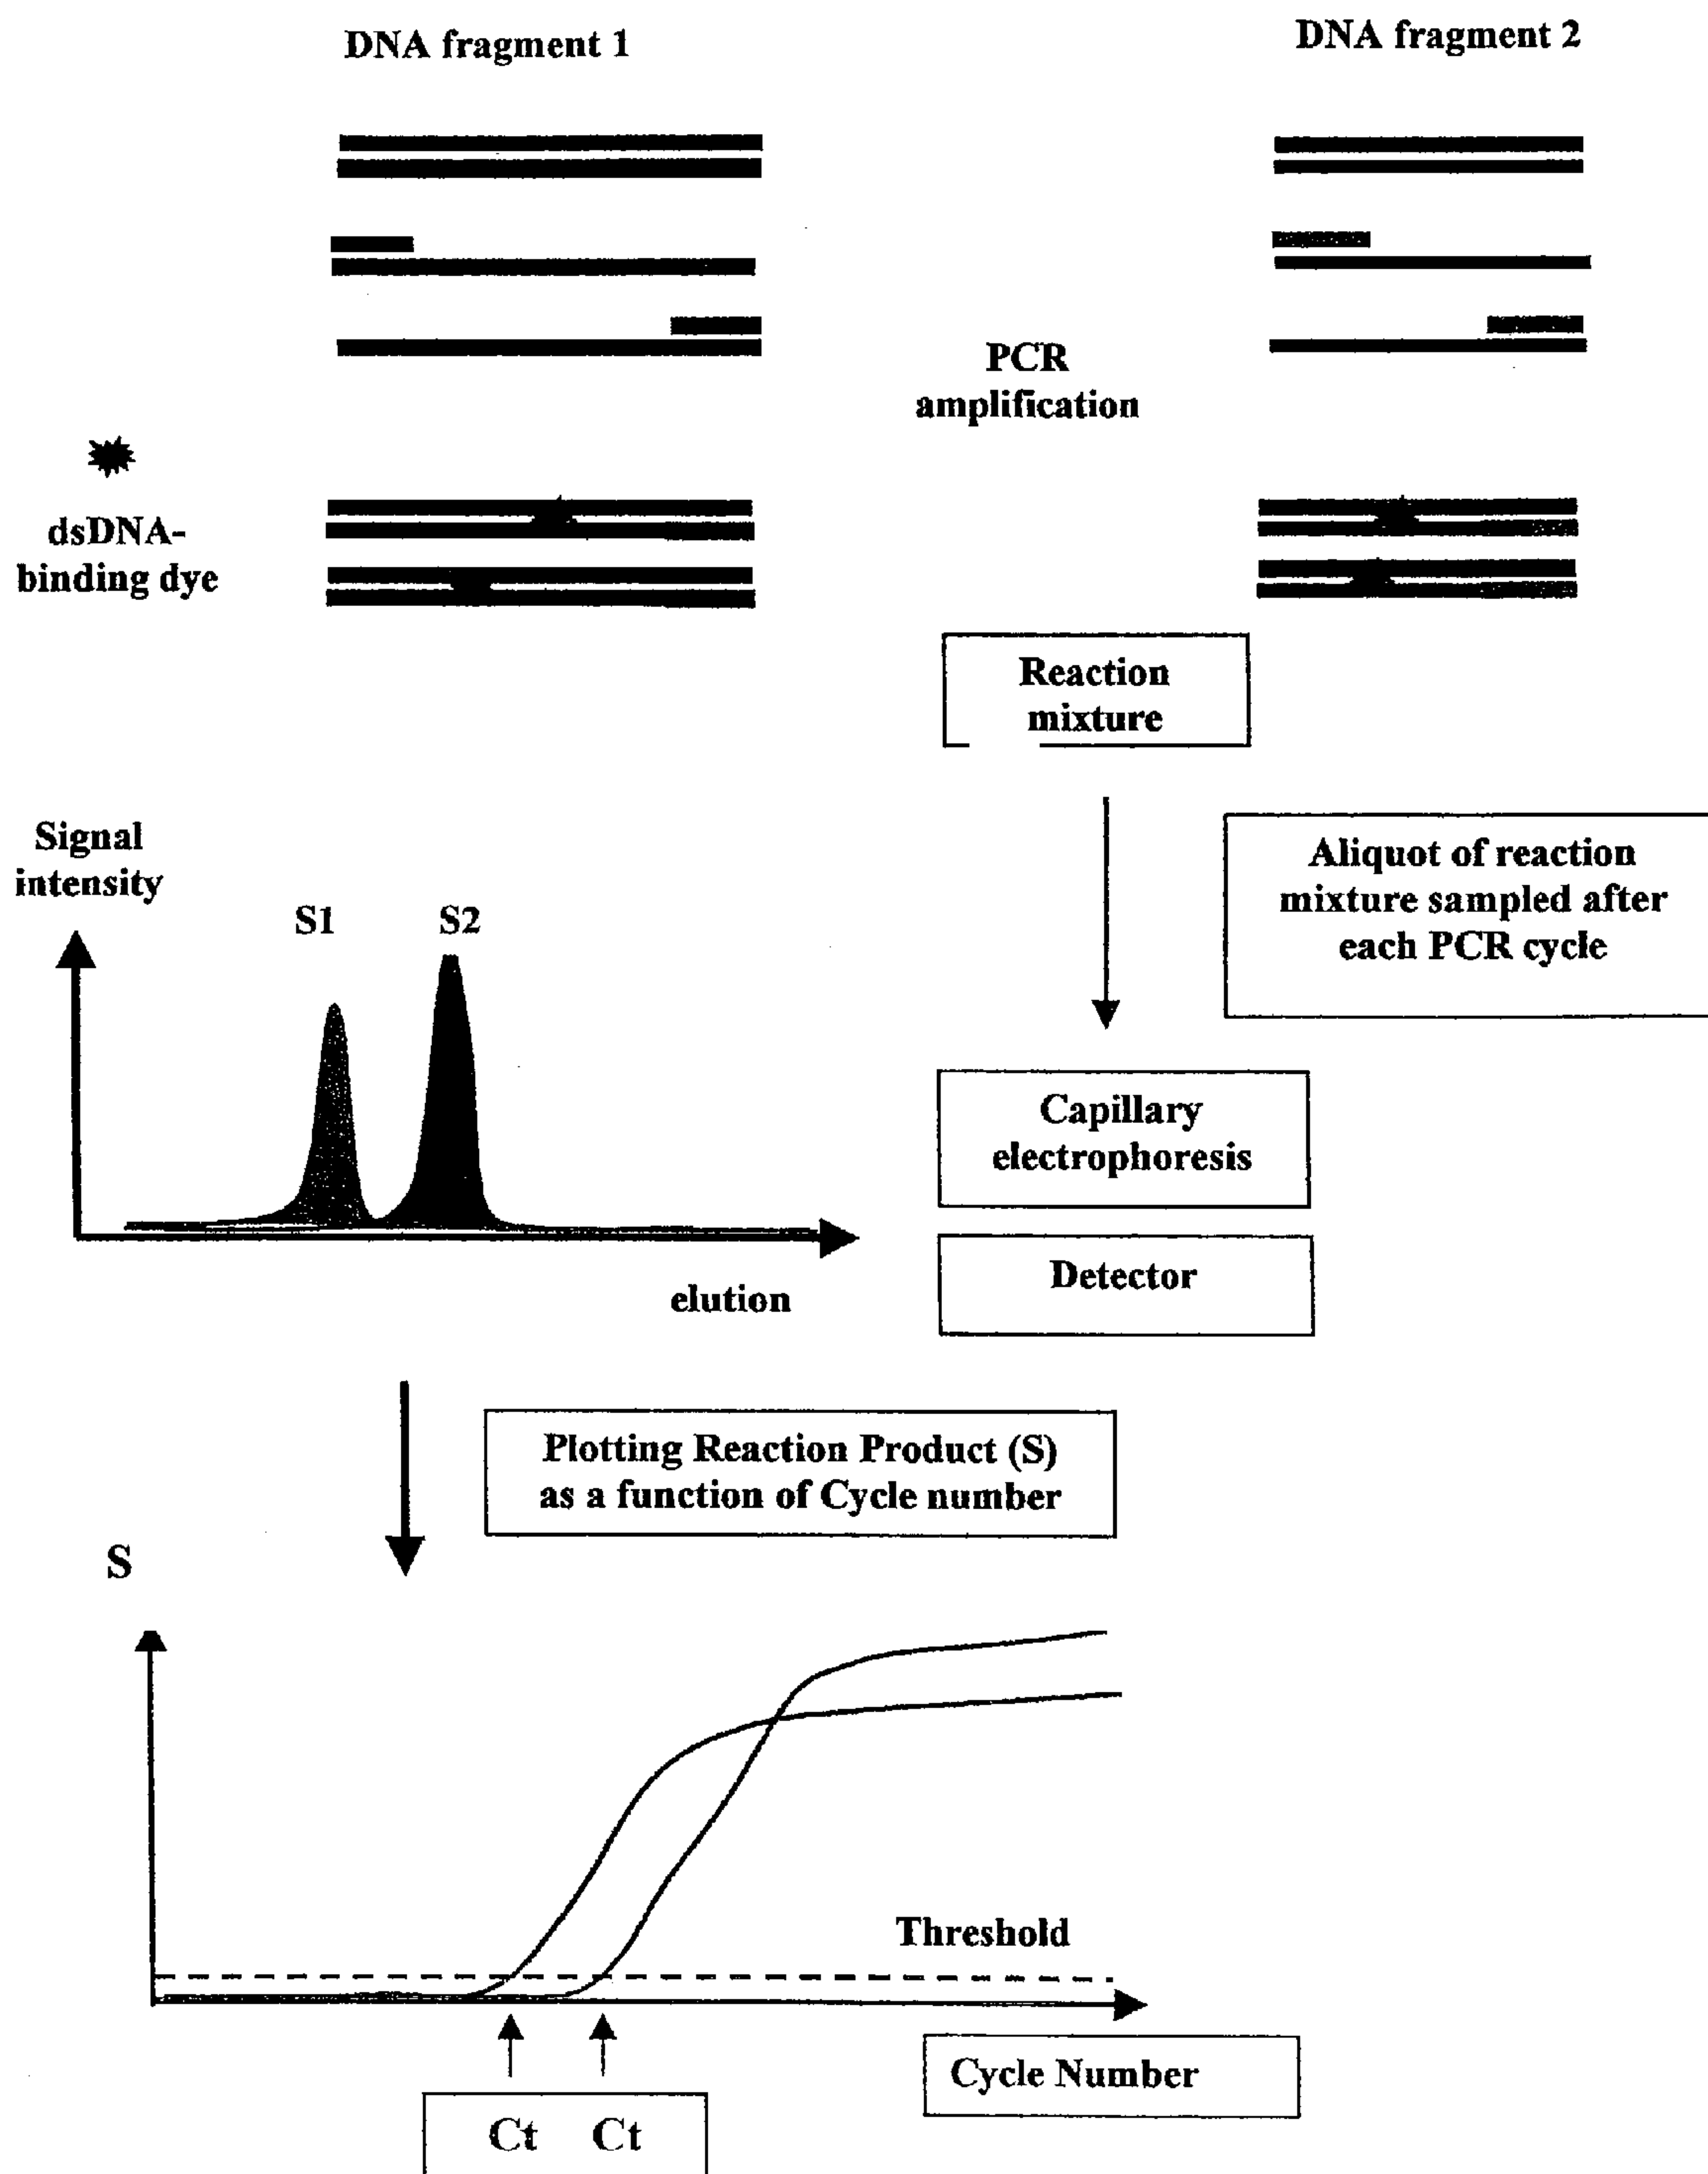 DNA fragment 1
DNA fragment 2
PCR
amplification
dsDNA-
binding dye
Reaction
mixture
Signal
intensity
S1
S2
Aliquot of reaction
mixture sampled after
each PCR cycle
Capillary
electrophoresis
Detector
elution
Plotting Reaction Product (S)
as a function of Cycle number
S
Threshold
Cycle Number
Ct Ct